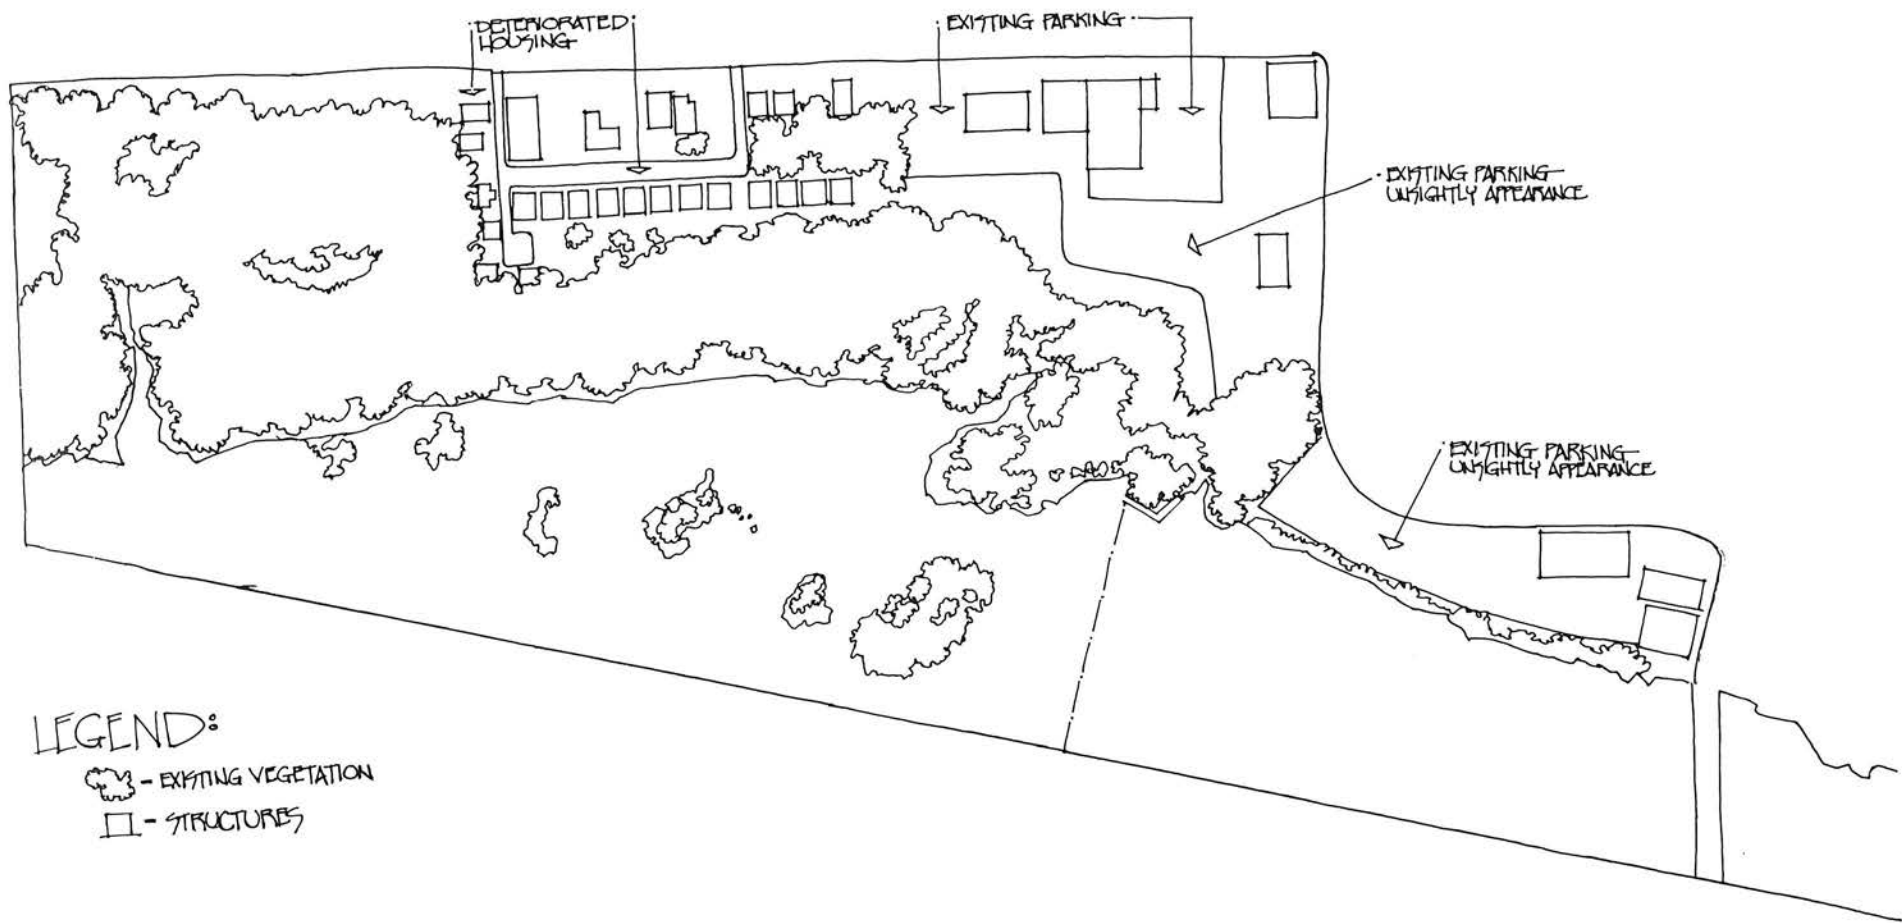 DETERIORATED
HOUSING
EXISTING PARKING
EXISTING PARKING
UNSIGHTLY APPEARANCE
EXISTING PARKING
UNSIGHTLY APPEARANCE
LEGEND:
- EXISTING VEGETATION
- STRUCTURES